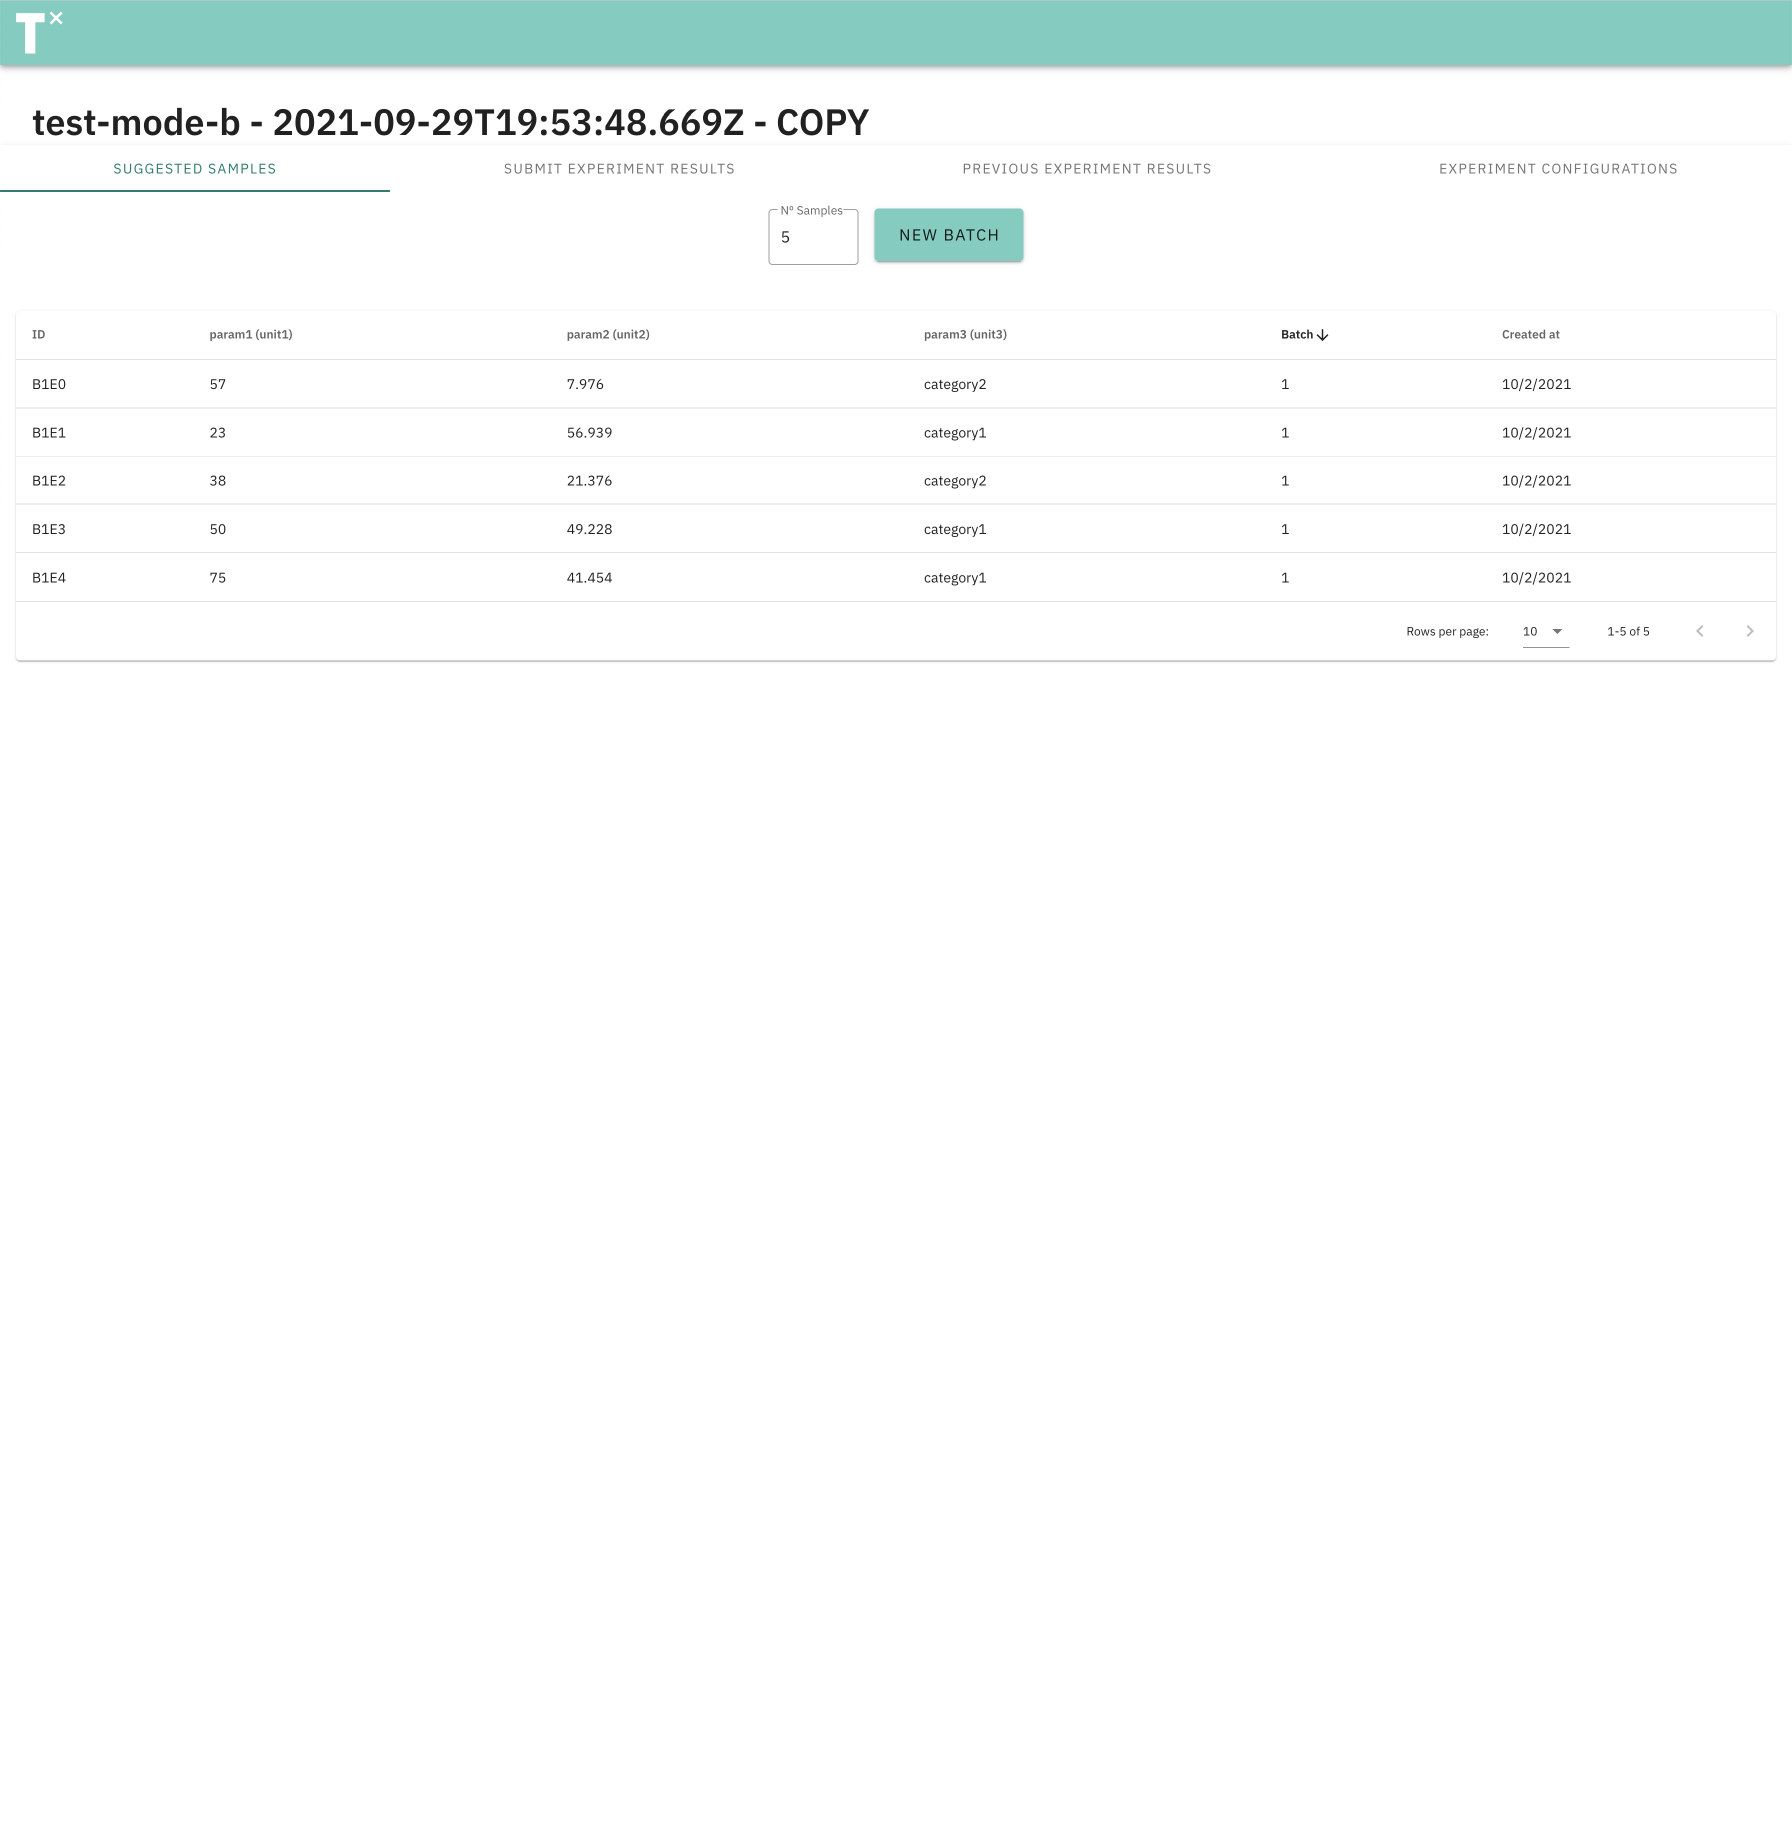 T×
test-mode-b - 2021-09-29T19:53:48.669Z - COPY
SUGGESTED SAMPLES SUBMIT EXPERIMENT RESULTS PREVIOUS EXPERIMENT RESULTS EXPERIMENT CONFIGURATIONS
Nº Samples
5 NEW BATCH
ID param1 (unit1) param2 (unit2) param3 (unit3) Batch Created at
B1E0 57 7.976 category2 1 10/2/2021
B1E1 23 56.939 category1 1 10/2/2021
B1E2 38 21.376 category2 1 10/2/2021
B1E3 50 49.228 category1 1 10/2/2021
B1E4 75 41.454 category1 1 10/2/2021
Rows per page: 10 1-5 of 5